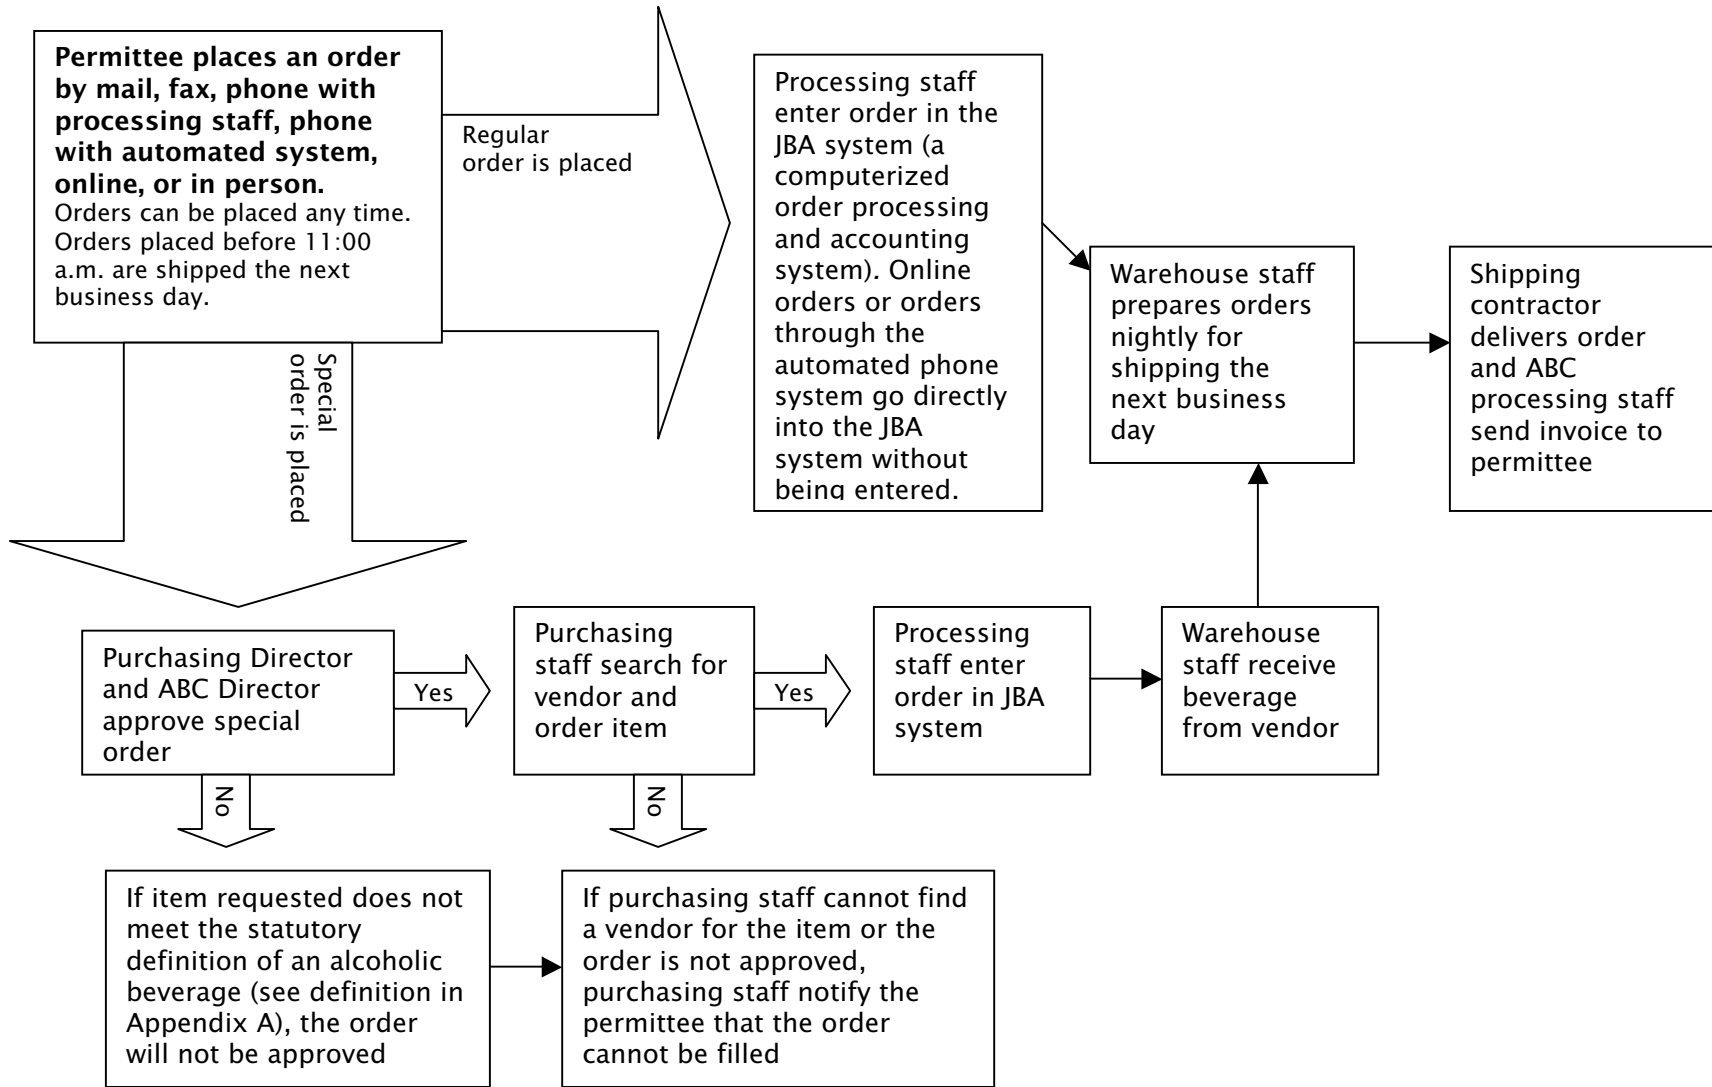 Permittee places an order
by mail, fax, phone with
processing staff, phone
with automated system,
online, or in person.
Orders can be placed any time.
Orders placed before 11:00
a.m. are shipped the next
business day.
Regular
order is placed
Processing staff
enter order in the
JBA system (a
computerized
order processing
and accounting
system). Online
orders or orders
through the
automated phone
system go directly
into the JBA
system without
being entered.
Warehouse staff
prepares orders
nightly for
shipping the
next business
day
Shipping
contractor
delivers order
and ABC
processing staff
send invoice to
permittee
Special
order is placed
Purchasing Director
and ABC Director
approve special
order
Yes
Purchasing
staff search for
vendor and
order item
Yes
Processing
staff enter
order in JBA
system
Warehouse
staff receive
beverage
from vendor
No
No
If item requested does not
meet the statutory
definition of an alcoholic
beverage (see definition in
Appendix A), the order
will not be approved
If purchasing staff cannot find
a vendor for the item or the
order is not approved,
purchasing staff notify the
permittee that the order
cannot be filled